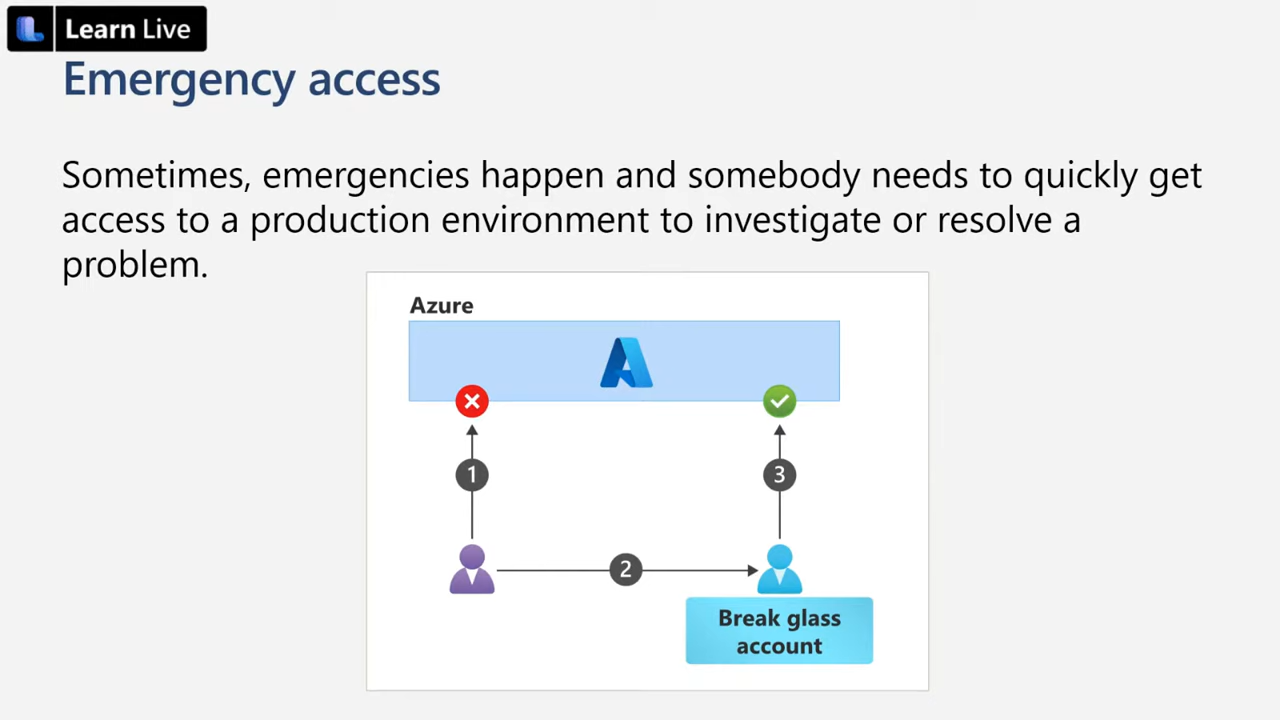 Learn Live
Emergency access
Sometimes, emergencies happen and somebody needs to quickly get
access to a production environment to investigate or resolve a
problem.
Azure
1
3
2
Break glass
account